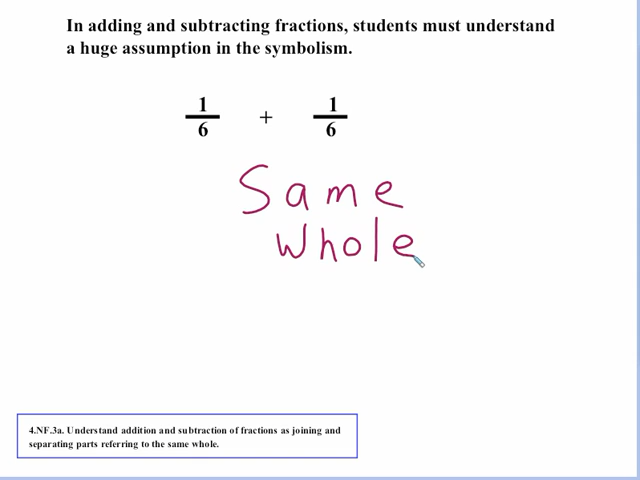 In adding and subtracting fractions, students must understand
a huge assumption in the symbolism.
1 1
+
6 6
Same
Whole
4.NF.3a. Understand addition and subtraction of fractions as joining and
separating parts referring to the same whole.